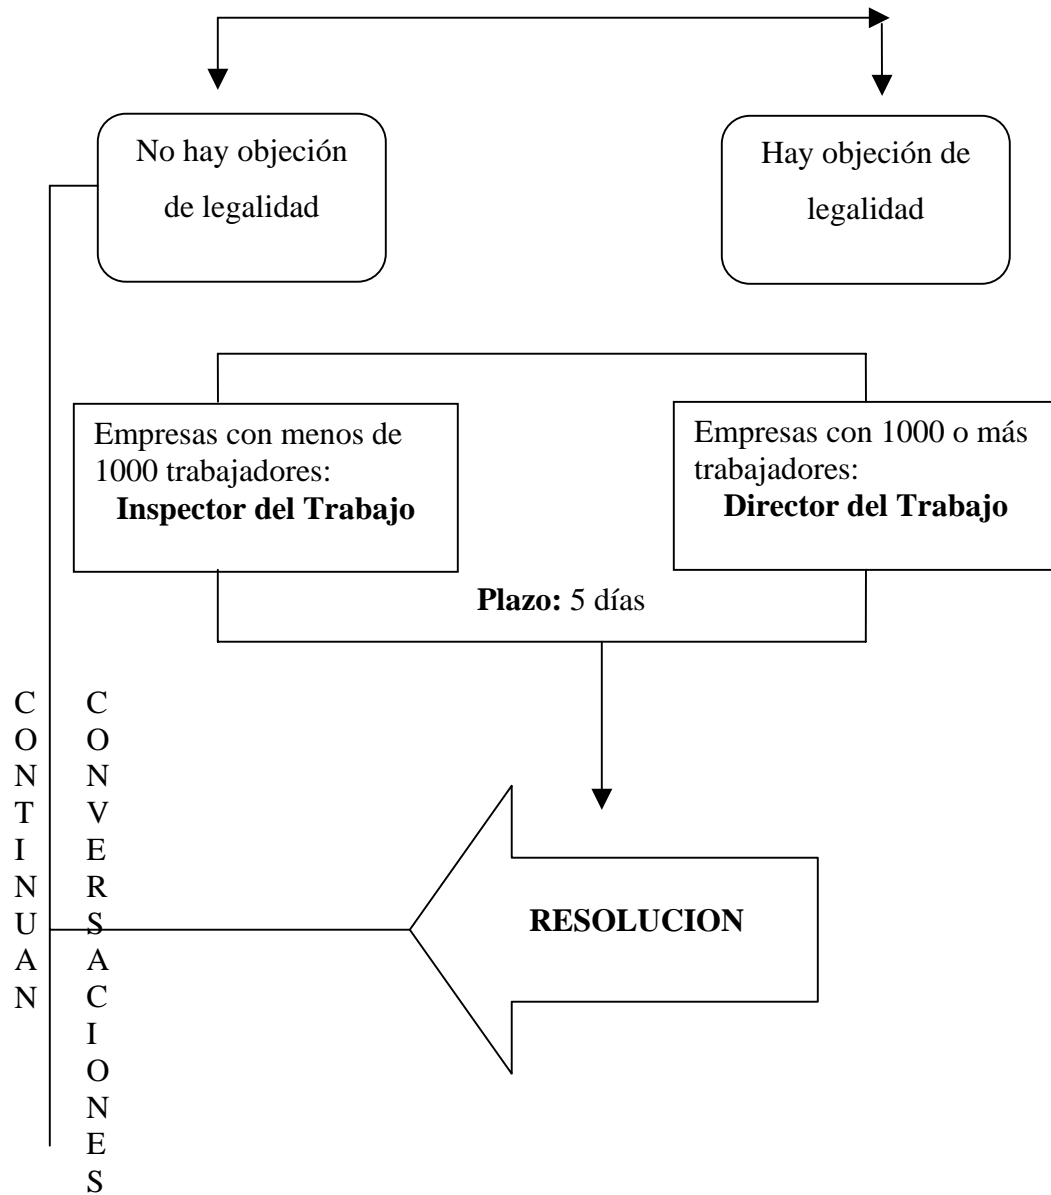 No hay objeción
de legalidad
Hay objeción de
legalidad
Empresas con menos de
1000 trabajadores:
Inspector del Trabajo
Empresas con 1000 o más
trabajadores:
Director del Trabajo
Plazo: 5 días
CONTINUAN
CONVERSACIONES
RESOLUCION